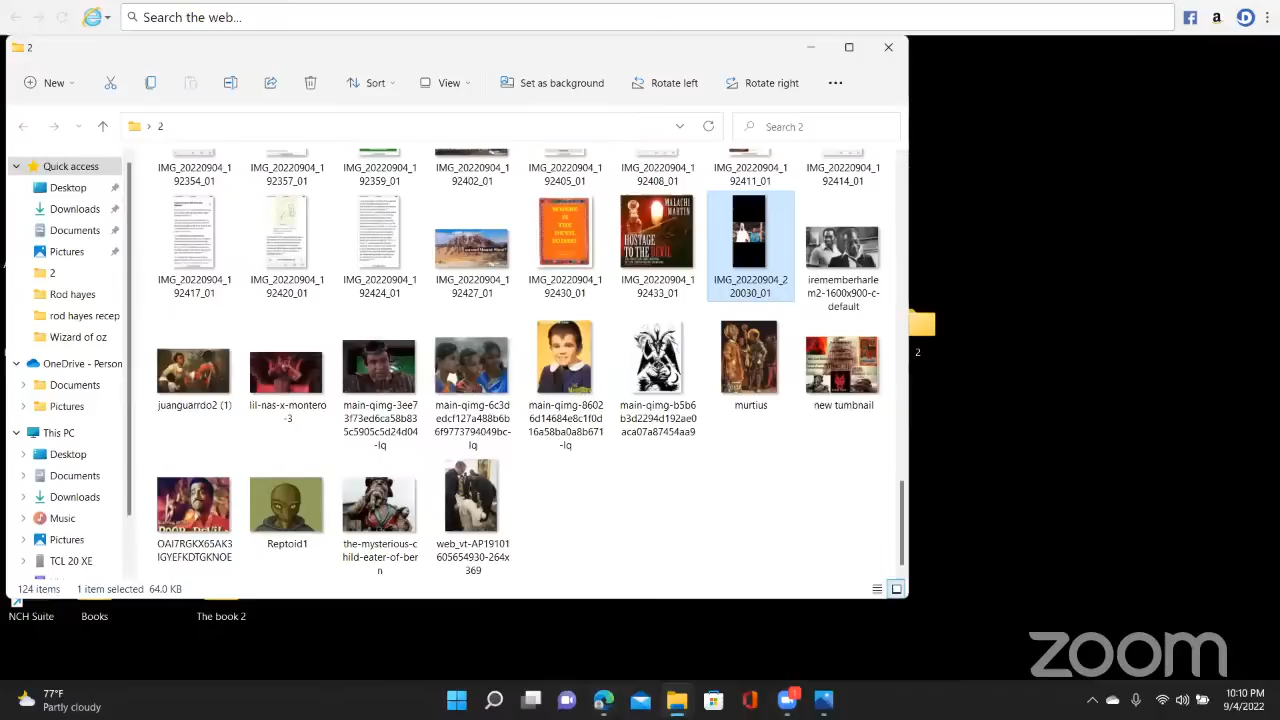 Search the web...
2
New
Sort
View
Set as background
Rotate left
Rotate right
2
Search 2
Quick access
Desktop
Downloads
Documents
Pictures
2
Rod hayes
rod hayes recep
Wizard of oz
OneDrive - Person
Documents
Pictures
This PC
Desktop
Documents
Downloads
Music
Pictures
TCL 20 XE
IMG_20220904_1 IMG_20220904_1 IMG_20220904_1 IMG_20220904_1 IMG_20220904_1 IMG_20220904_1 IMG_20220904_1 IMG_20220904_1
92354_01 92357_01 92359_01 92402_01 92405_01 92408_01 92411_01 92414_01
HOSTAGE
TO THE
IMG_20220904_1 IMG_20220904_1 IMG_20220904_1 IMG_20220904_1 IMG_20220904_1 IMG_20220904_1 IMG_20220904_2 irememberharle
92417_01 92420_01 92424_01 92427_01 92430_01 92433_01 20030_01 m2-1600x900-c-
default
juanguarrdo2 (1) lil-nas-x-montero main-qimg-3ee7 main-qimg-6c3d main-qimg-8602 main-qimg-b5b6 murtius new tumbnail
-3 3f73ed6ca58b83 edcf127a488b6b 6d14684e8c1f0d b3d2294d192ae0
5c5905c5d24d04 6f9773794049bc- 16a58ba0a8b671 aca07a87454aa9
-lq lq -lq
OAI7RGKX65AK3 Reptoid1 the-mysterious-c web_vt-AP19101
IGYEFKDTGKNOE hild-eater-of-ber 605654930-264x
n 369
124 items 1 item selected 64.0 KB
2
NCH Suite Books The book 2
zoom
77°F
Partly cloudy
10:10 PM
9/4/2022